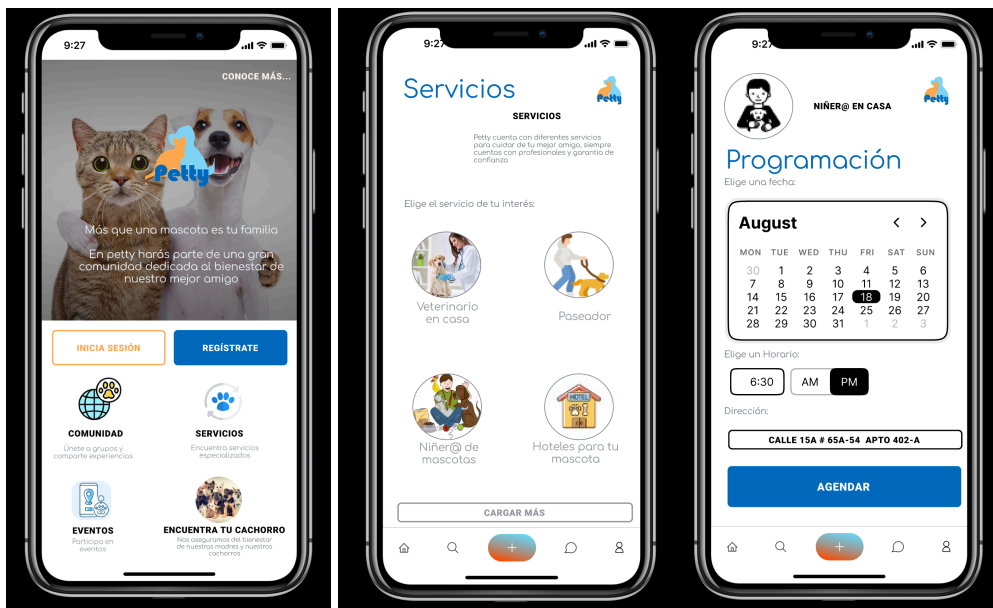 9:27
CONOCE MÁS...
Petty
Más que una mascota es tu familia
En petty harás parte de una gran
comunidad dedicada al bienestar de
nuestro mejor amigo
INICIA SESIÓN
REGÍSTRATE
COMUNIDAD
Únete a grupos y
comparte experiencias
SERVICIOS
Encuentra servicios
especializados
EVENTOS
Participa en
eventos
ENCUENTRA TU CACHORRO
Nos aseguramos del bienestar
de nuestras madres y nuestros
cachorros
9:27
Servicios
Petty
SERVICIOS
Petty cuenta con diferentes servicios
para cuidar de tu mejor amigo, siempre
cuentas con profesionales y garantia de
confianza
Elige el servicio de tu interés:
Veterinario
en casa
Paseador
Niñer@ de
mascotas
HOTEL
Hoteles para tu
mascota
CARGAR MÁS
9:27
NIÑER@ EN CASA
Petty
Programación
Elige una fecha:
August < >
MON TUE WED THU FRI SAT SUN
30 1 2 3 4 5 6
7 8 9 10 11 12 13
14 15 16 17 18 19 20
21 22 23 24 25 26 27
28 29 30 31 1 2 3
Elige un Horario:
6:30 AM PM
Dirección:
CALLE 15A # 65A-54 APTO 402-A
AGENDAR